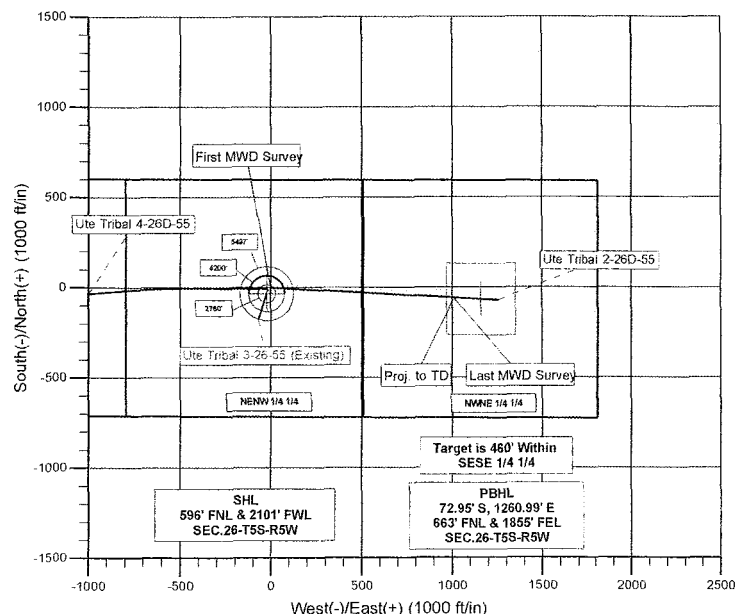 1500
1000
500
0
-500
-1000
-1500
South(-)/North(+) (1000 ft/in)
First MWD Survey
Ute Tribal 4-26D-55
Ute Tribal 2-26D-55
Ute Tribal 3-26-55 (Existing)
Proj. to TD
Last MWD Survey
NENW 1/4 1/4
NWNE 1/4 1/4
Target is 460' Within
SESE 1/4 1/4
SHL
596' FNL & 2101' FWL
SEC.26-T5S-R5W
PBHL
72.95' S, 1260.99' E
663' FNL & 1855' FEL
SEC.26-T5S-R5W
-1000
-500
0
500
1000
1500
2000
2500
West(-)/East(+) (1000 ft/in)